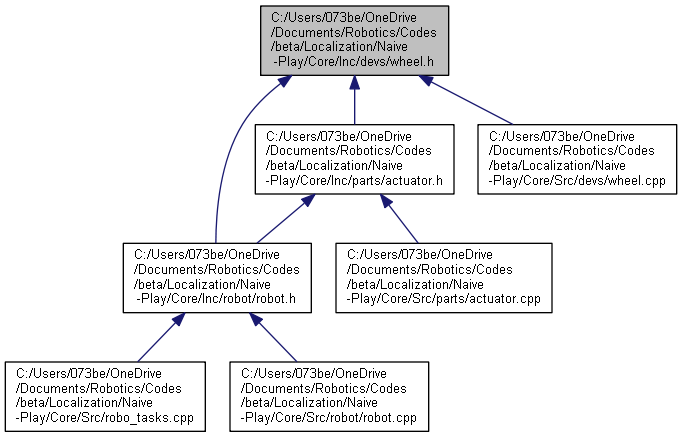 C:/Users/073be/OneDrive
/Documents/Robotics/Codes
/beta/Localization/Naive
-Play/Core/Inc/devs/wheel.h
C:/Users/073be/OneDrive
/Documents/Robotics/Codes
/beta/Localization/Naive
-Play/Core/Inc/parts/actuator.h
C:/Users/073be/OneDrive
/Documents/Robotics/Codes
/beta/Localization/Naive
-Play/Core/Src/devs/wheel.cpp
C:/Users/073be/OneDrive
/Documents/Robotics/Codes
/beta/Localization/Naive
-Play/Core/Inc/robot/robot.h
C:/Users/073be/OneDrive
/Documents/Robotics/Codes
/beta/Localization/Naive
-Play/Core/Src/parts/actuator.cpp
C:/Users/073be/OneDrive
/Documents/Robotics/Codes
/beta/Localization/Naive
-Play/Core/Src/robo_tasks.cpp
C:/Users/073be/OneDrive
/Documents/Robotics/Codes
/beta/Localization/Naive
-Play/Core/Src/robot/robot.cpp